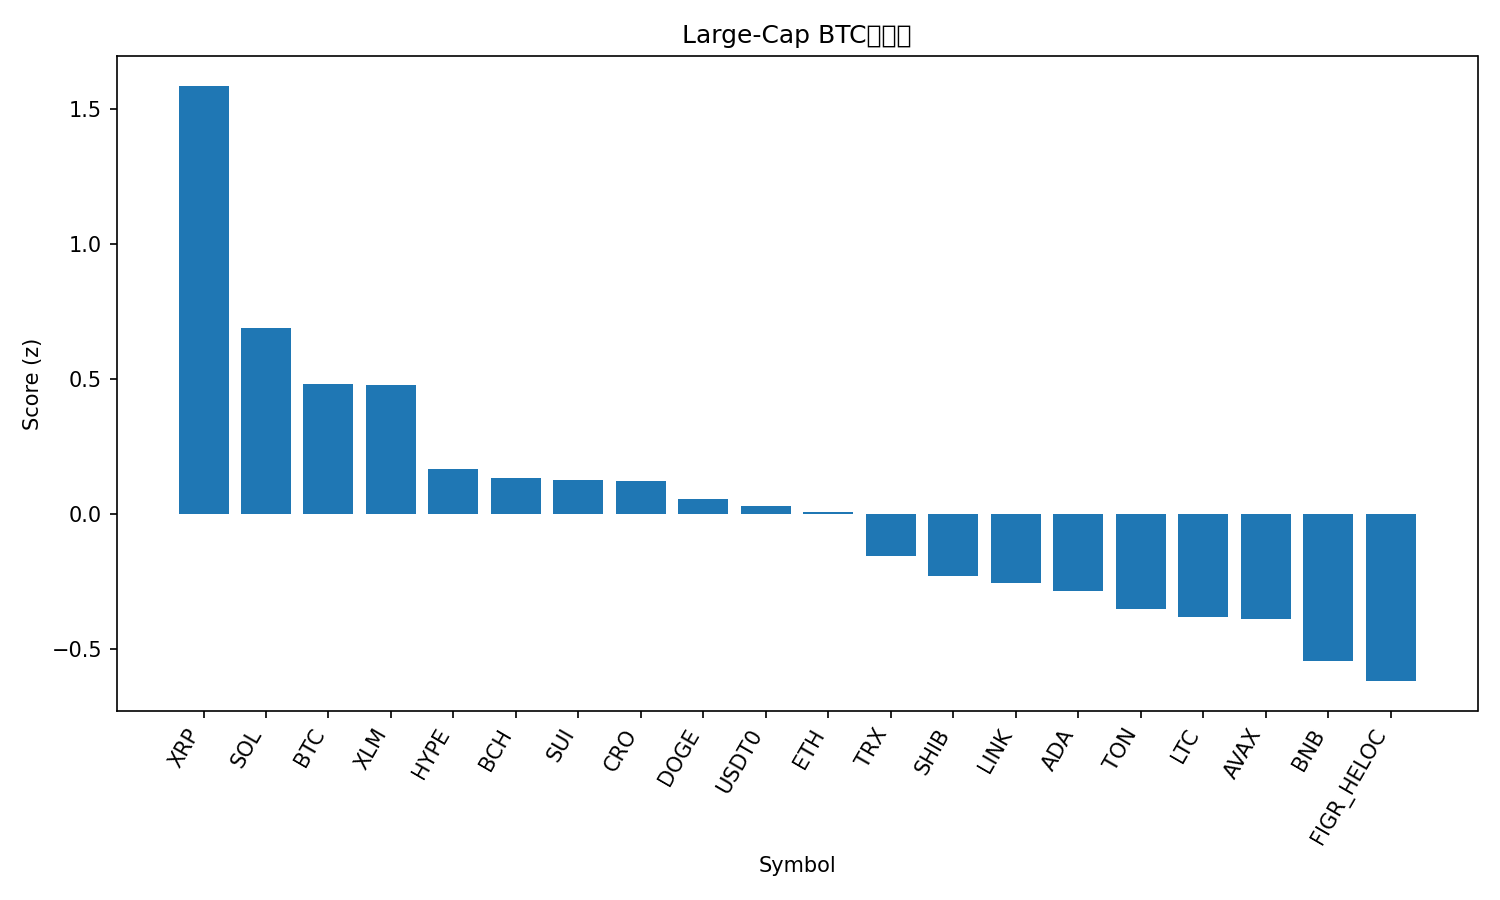 Large-Cap BTC
1.5
1.0
0.5
0.0
−0.5
Score (z)
XRP
SOL
BTC
XLM
HYPE
BCH
SUI
CRO
DOGE
USDT0
ETH
TRX
SHIB
LINK
ADA
TON
LTC
AVAX
BNB
FIGR_HELOC
Symbol